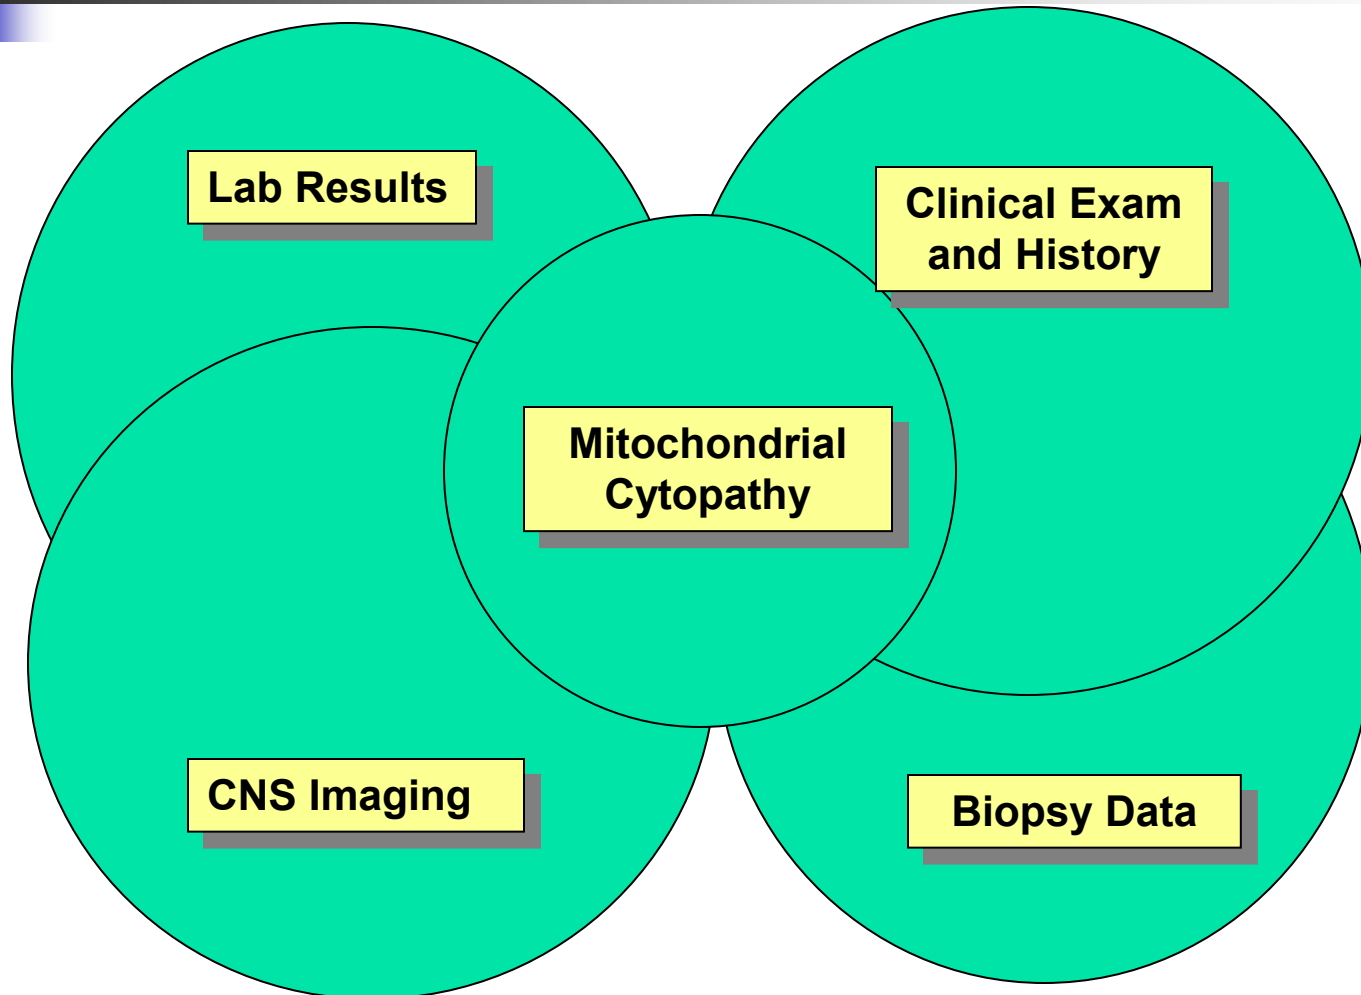 Lab Results
Clinical Exam
and History
Mitochondrial
Cytopathy
CNS Imaging
Biopsy Data